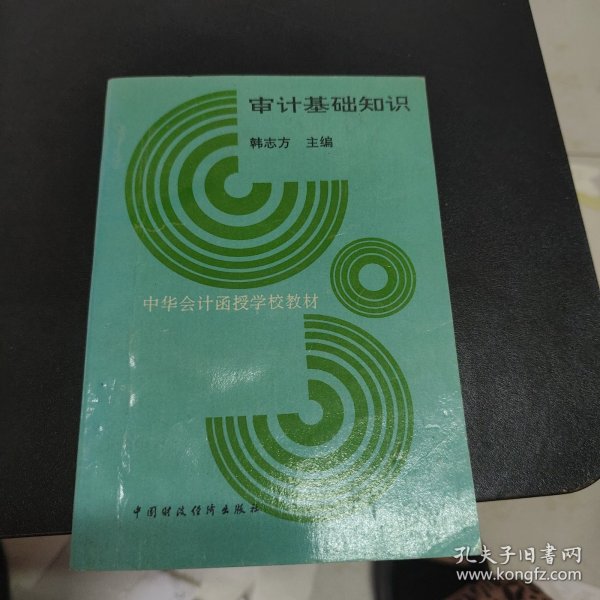 审计基础知识
韩志方 主编
中华会计函授学校教材
中国财政经济出版社
孔夫子旧书网
www.kongfz.com